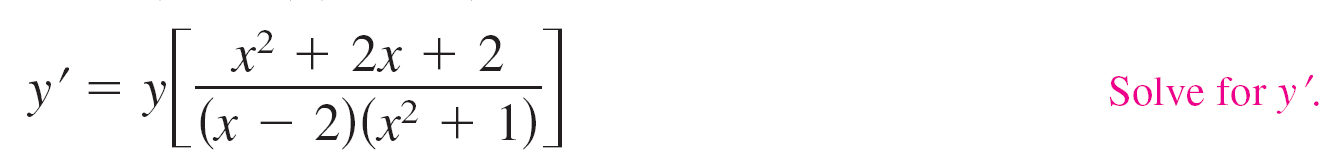 y′ = y[(x² + 2x + 2)/((x − 2)(x² + 1))] Solve for y′.